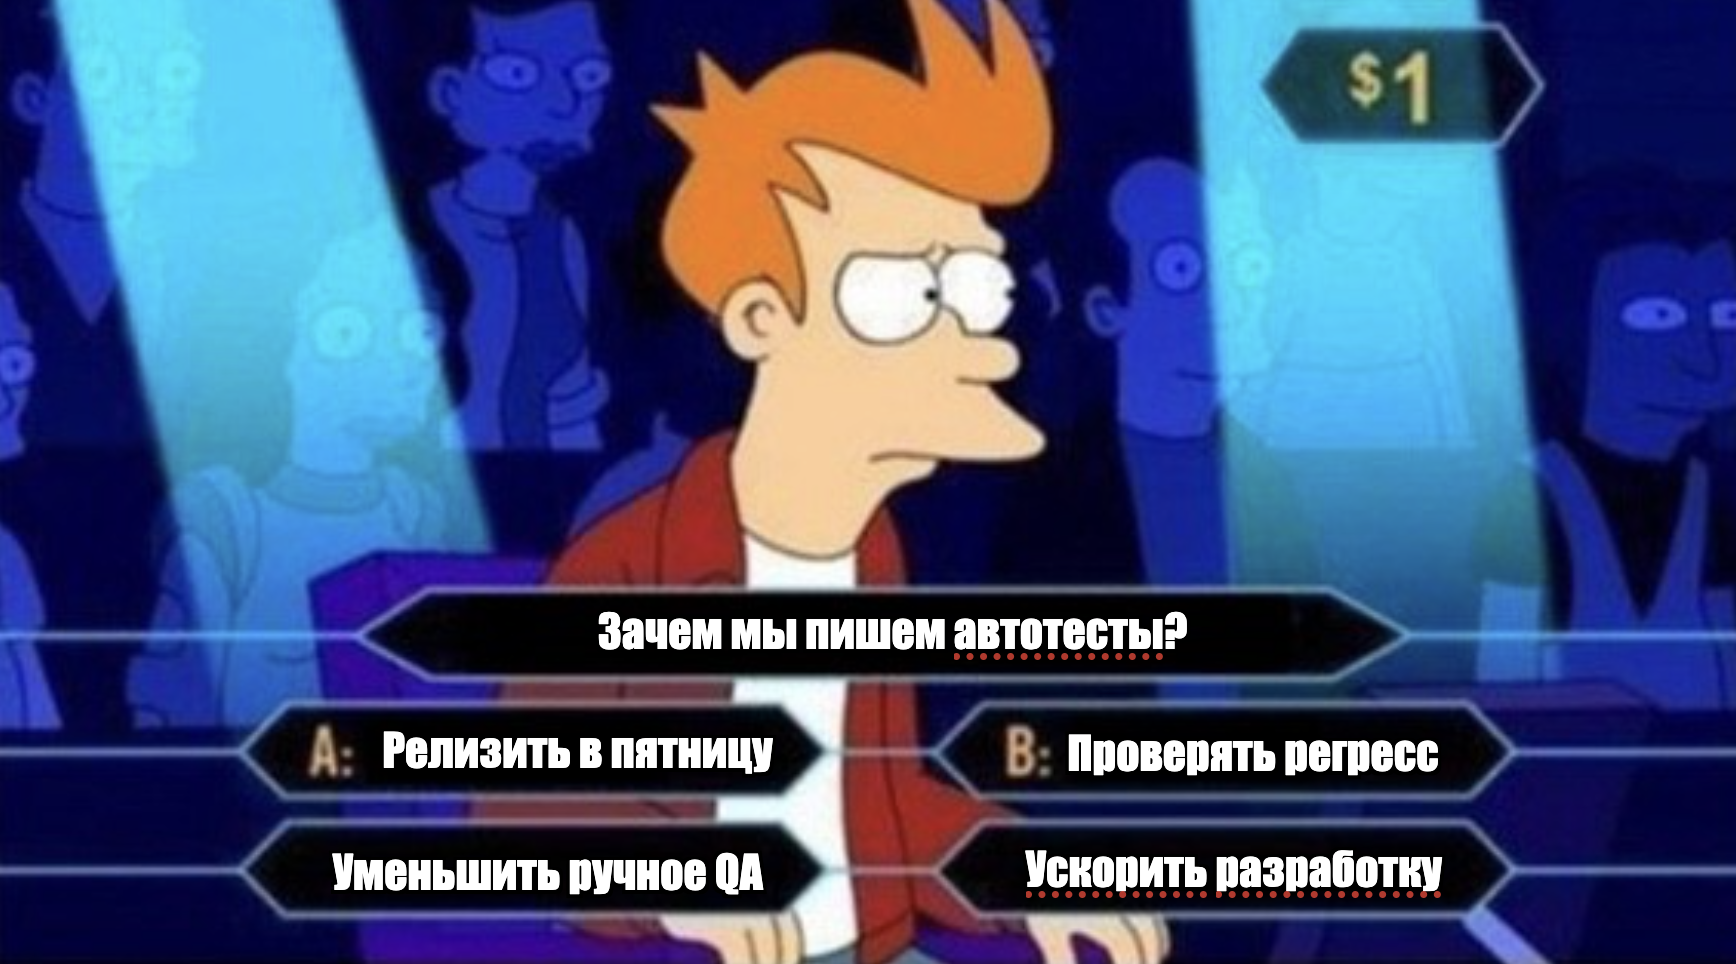 $1
Зачем мы пишем автотесты?
A: Релизить в пятницу
B: Проверять регресс
Уменьшить ручное QA
Ускорить разработку